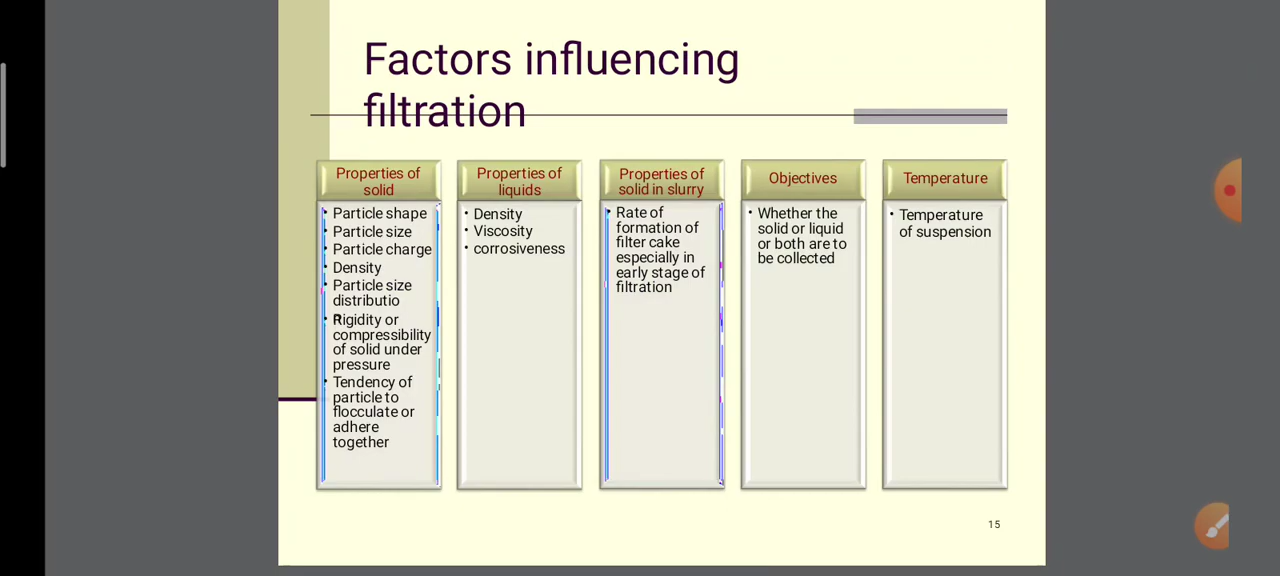 Factors influencing
filtration
Properties of
solid
• Particle shape
• Particle size
• Particle charge
• Density
• Particle size
distributio
n
• Rigidity or
compressibility
of solid under
pressure
• Tendency of
particle to
flocculate or
adhere
together
Properties of
liquids
• Density
• Viscosity
• corrosiveness
Properties of
solid in slurry
• Rate of
formation of
filter cake
especially in
early stage of
filtration
Objectives
• Whether the
solid or liquid
or both are to
be collected
Temperature
• Temperature
of suspension
15